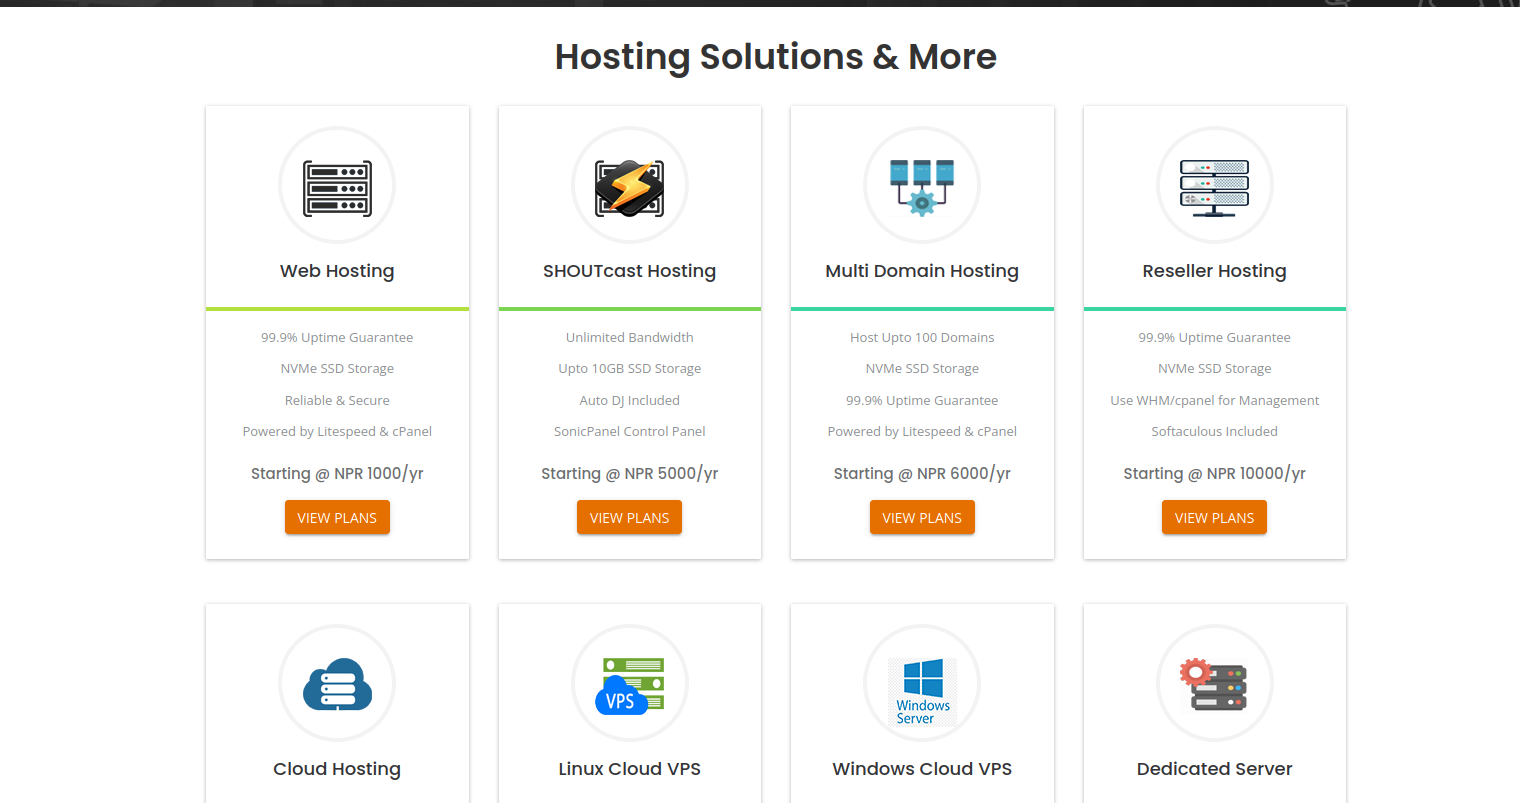 Hosting Solutions & More
Web Hosting
99.9% Uptime Guarantee
NVMe SSD Storage
Reliable & Secure
Powered by Litespeed & cPanel
Starting @ NPR 1000/yr
VIEW PLANS
SHOUTcast Hosting
Unlimited Bandwidth
Upto 10GB SSD Storage
Auto DJ Included
SonicPanel Control Panel
Starting @ NPR 5000/yr
VIEW PLANS
Multi Domain Hosting
Host Upto 100 Domains
NVMe SSD Storage
99.9% Uptime Guarantee
Powered by Litespeed & cPanel
Starting @ NPR 6000/yr
VIEW PLANS
Reseller Hosting
99.9% Uptime Guarantee
NVMe SSD Storage
Use WHM/cpanel for Management
Softaculous Included
Starting @ NPR 10000/yr
VIEW PLANS
Cloud Hosting
VPS
Linux Cloud VPS
Windows
Server
Windows Cloud VPS
Dedicated Server